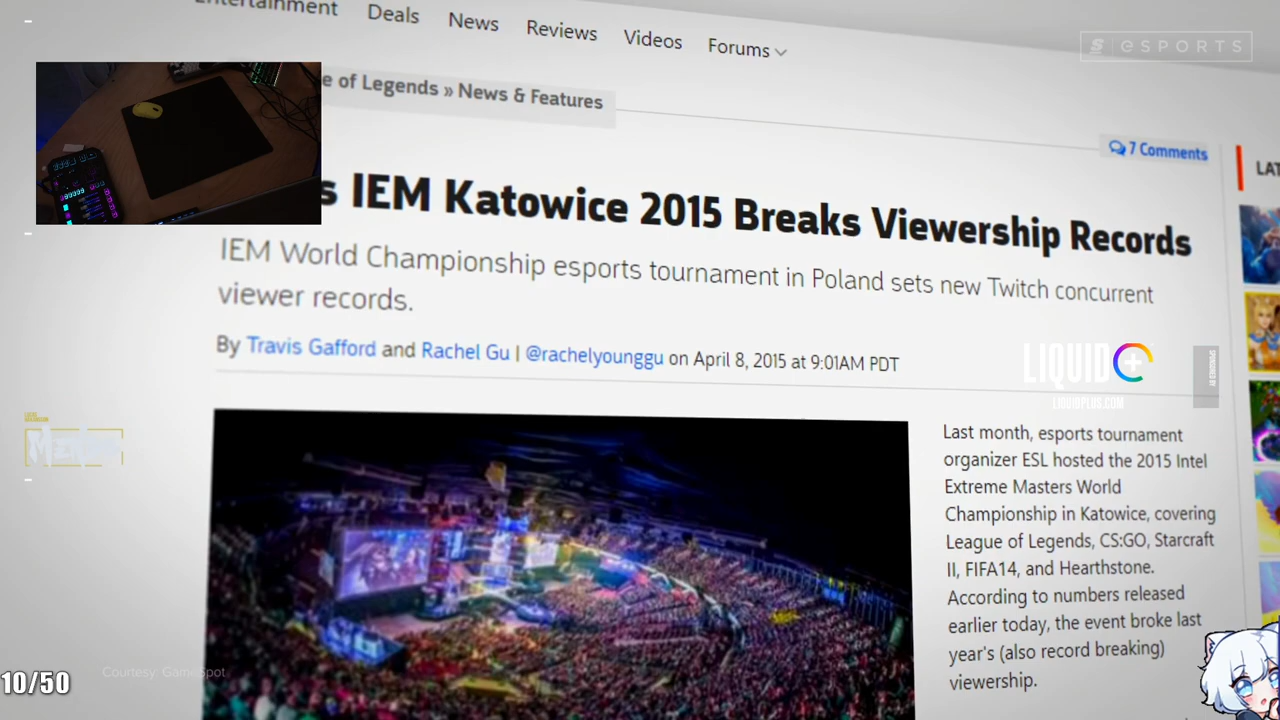 Entertainment Deals News Reviews Videos Forums
S | eSPORTS
e of Legends » News & Features
7 Comments
LAT
s IEM Katowice 2015 Breaks Viewership Records
IEM World Championship esports tournament in Poland sets new Twitch concurrent
viewer records.
By Travis Gafford and Rachel Gu | @rachelyounggu on April 8, 2015 at 9:01AM PDT
LIQUID+
SPONSORED BY
LIQUIDPLUS.COM
Last month, esports tournament
organizer ESL hosted the 2015 Intel
Extreme Masters World
Championship in Katowice, covering
League of Legends, CS:GO, Starcraft
II, FIFA14, and Hearthstone.
According to numbers released
earlier today, the event broke last
year's (also record breaking)
viewership.
Courtesy: GameSpot
10/50